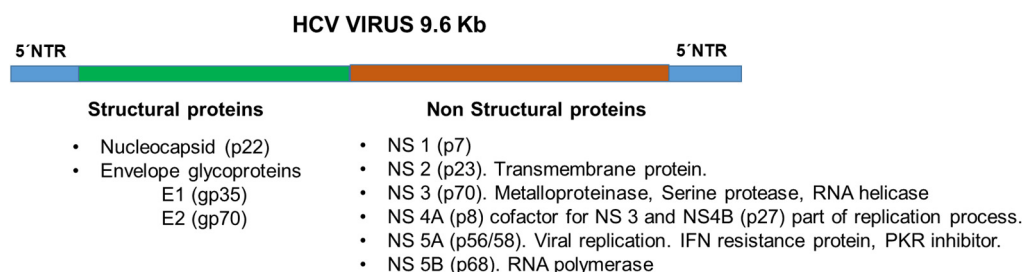 HCV VIRUS 9.6 Kb
5´NTR
5´NTR
Structural proteins
Non Structural proteins
• Nucleocapsid (p22)
• Envelope glycoproteins
E1 (gp35)
E2 (gp70)
• NS 1 (p7)
• NS 2 (p23). Transmembrane protein.
• NS 3 (p70). Metalloproteinase, Serine protease, RNA helicase
• NS 4A (p8) cofactor for NS 3 and NS4B (p27) part of replication process.
• NS 5A (p56/58). Viral replication. IFN resistance protein, PKR inhibitor.
• NS 5B (p68). RNA polymerase